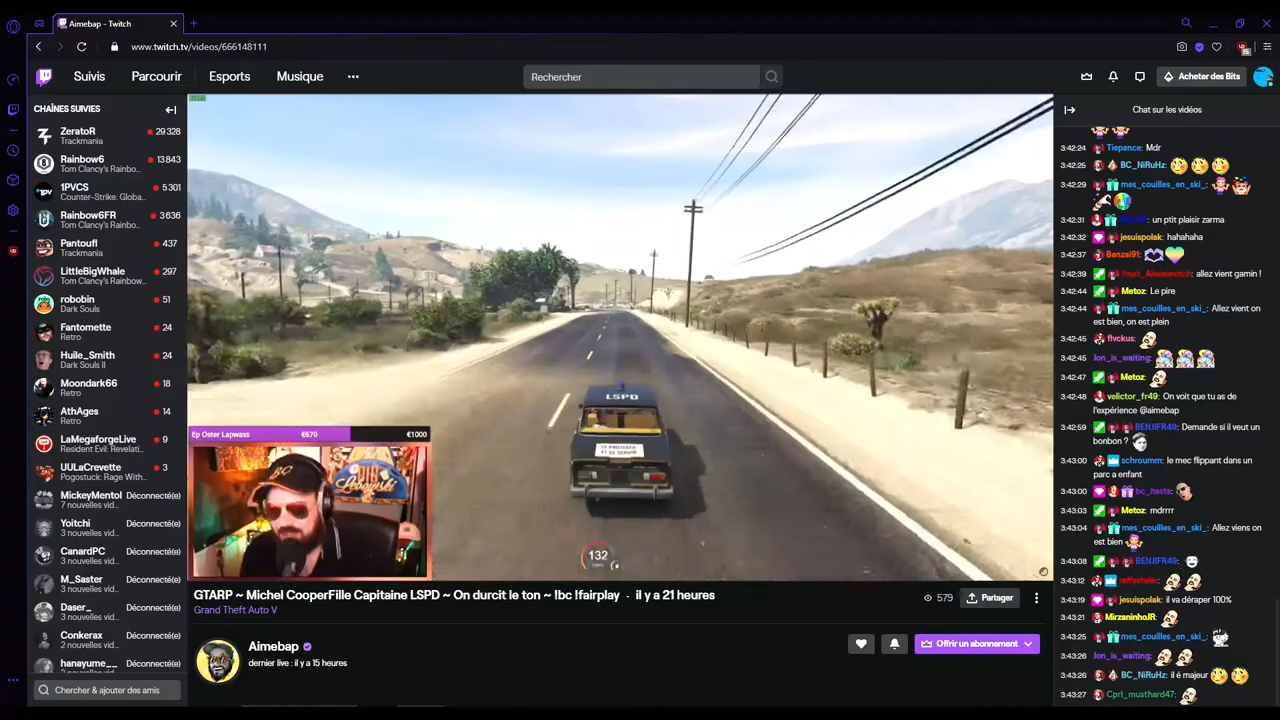 Aimebap - Twitch
www.twitch.tv/videos/666148111
Suivis
Parcourir
Esports
Musique
Rechercher
Acheter des Bits
CHAÎNES SUIVIES
ZeratoR
29 328
Trackmania
Rainbow6
13 843
Tom Clancy's Rainbo...
1PVCS
5 301
Counter-Strike: Globa...
Rainbow6FR
3 636
Tom Clancy's Rainbo...
Pantoufl
437
Trackmania
LittleBigWhale
297
Tom Clancy's Rainbow...
robobin
51
Dark Souls
Fantomette
24
Retro
Huile_Smith
24
Dark Souls II
Moondark66
18
Retro
AthAges
14
Retro
LaMegaforgeLive
9
Resident Evil: Revelati...
UULaCrevette
3
Pogostuck: Rage With...
MickeyMentol
Déconnecté(e)
7 nouvelles vid...
Yoitchi
Déconnecté(e)
3 nouvelles vid...
CanardPC
Déconnecté(e)
3 nouvelles vid...
M_Saster
Déconnecté(e)
3 nouvelles vid...
Daser_
Déconnecté(e)
3 nouvelles vid...
Conkerax
Déconnecté(e)
2 nouvelles vid...
hanayume__
Déconnecté(e)
Chercher & ajouter des amis
LSPD
Ep Oster Lapwass
€670
€1000
BIG
Lebowski
132
GTARP ~ Michel CooperFille Capitaine LSPD ~ On durcit le ton ~ !bc !fairplay · il y a 21 heures
Grand Theft Auto V
579
Partager
Aimebap
dernier live : il y a 15 heures
Offrir un abonnement
Chat sur les vidéos
3:42:24 Tiepance: Mdr
3:42:25 BC_NiRuHz:
3:42:29 mes_couilles_en_ski_:
3:42:31 un ptit plaisir zarma
3:42:32 jesuispolsk: hahahaha
3:42:37 Banzai91:
3:42:39 allez vient gamin !
3:42:44 Metoz: Le pire
3:42:44 mes_couilles_en_ski_: Allez vient on
est bien, on est plein
3:42:45 flvckus:
3:42:45 Jon_is_waiting:
3:42:47 Metoz:
3:42:48 velictor_fr49: On voit que tu as de
l'expérience @aimebap
3:42:59 BENJIFR49: Demande si il veut un
bonbon ?
3:43:00 schroumm: le mec flippant dans un
parc a enfant
3:43:00 bc_hasta:
3:43:03 Metoz: mdrrrr
3:43:04 mes_couilles_en_ski_: Allez viens on
est bien
3:43:08 BENJIFR49:
3:43:12
3:43:19 jesuispolsk: il va déraper 100%
3:43:21 MirzaninhoJR:
3:43:25 mes_couilles_en_ski_:
3:43:26 Jon_is_waiting:
3:43:26 BC_NiRuHz: il é majeur
3:43:27 Cprl_musthard47: